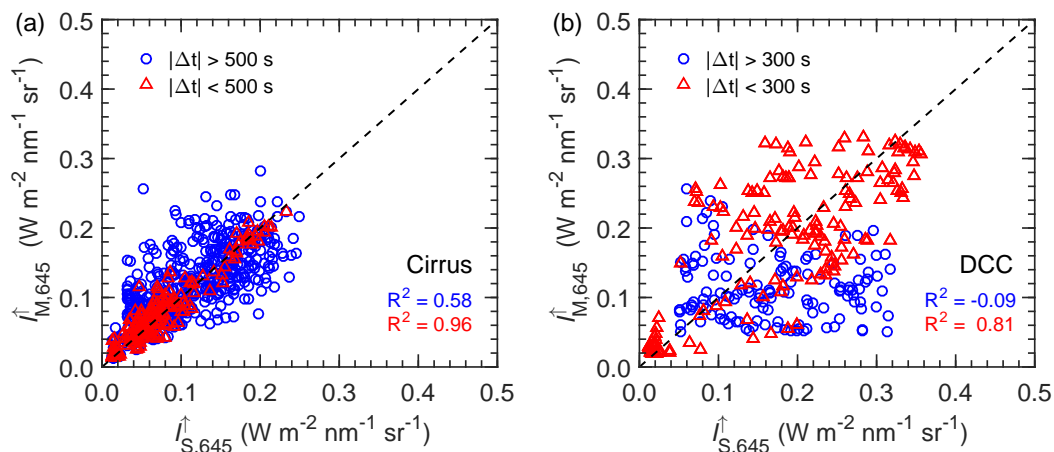 (a)
|Δt| > 500 s
|Δt| < 500 s
Cirrus
R² = 0.58
R² = 0.96
0.5
0.4
0.3
0.2
0.1
0.0
0.0 0.1 0.2 0.3 0.4 0.5
I↑M,645 (W m⁻² nm⁻¹ sr⁻¹)
I↑S,645 (W m⁻² nm⁻¹ sr⁻¹)
(b)
|Δt| > 300 s
|Δt| < 300 s
DCC
R² = -0.09
R² = 0.81
0.5
0.4
0.3
0.2
0.1
0.0
0.0 0.1 0.2 0.3 0.4 0.5
I↑M,645 (W m⁻² nm⁻¹ sr⁻¹)
I↑S,645 (W m⁻² nm⁻¹ sr⁻¹)